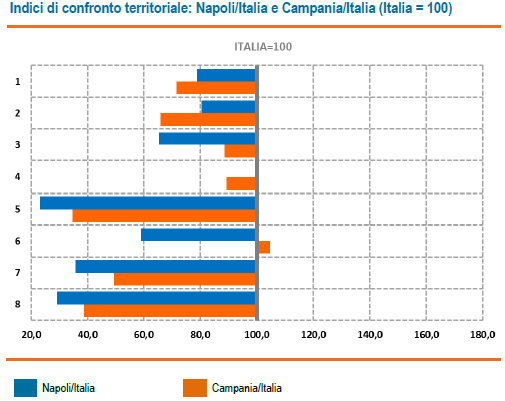 Indici di confronto territoriale: Napoli/Italia e Campania/Italia (Italia = 100)
ITALIA=100
1
2
3
4
5
6
7
8
20,0 40,0 60,0 80,0 100,0 120,0 140,0 160,0 180,0
Napoli/Italia Campania/Italia